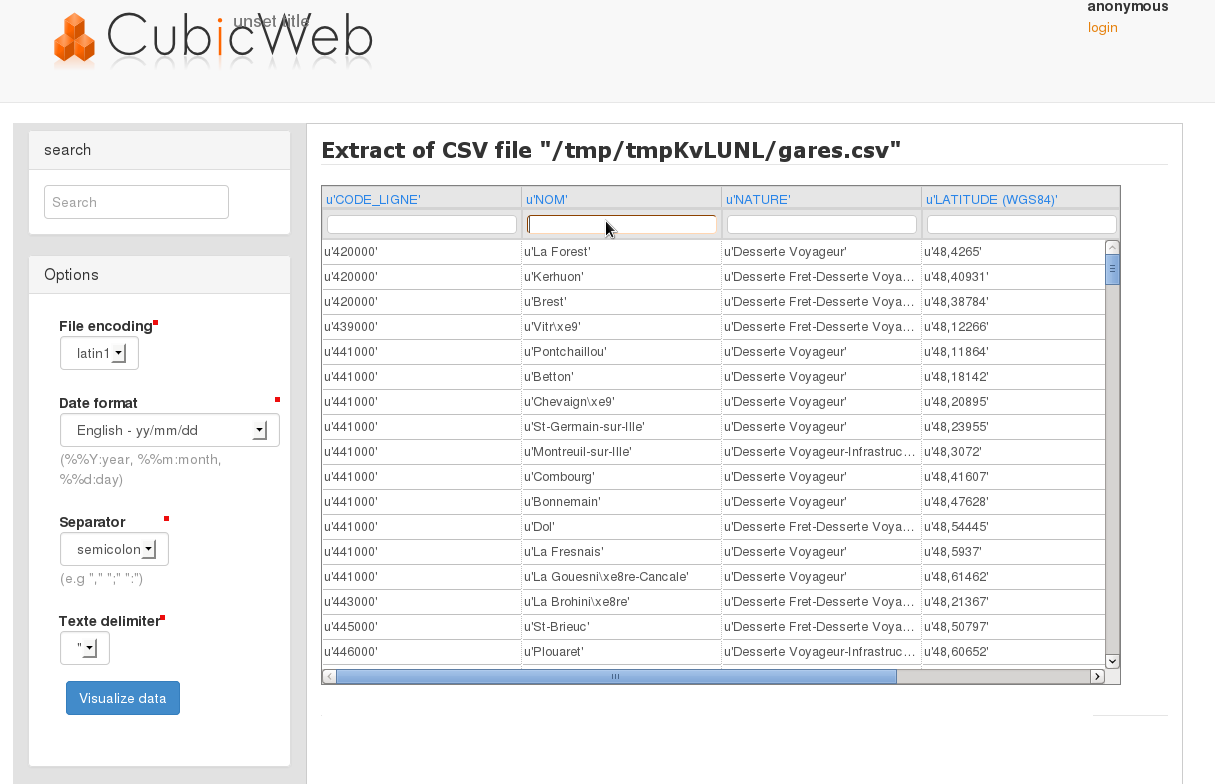 unset title
CubicWeb
anonymous
login
search
Search
Options
File encoding
latin1
Date format
English - yy/mm/dd
(%%Y:year, %%m:month,
%%d:day)
Separator
semicolon
(e.g "," ";" ":")
Texte delimiter
"
Visualize data
Extract of CSV file "/tmp/tmpKvLUNL/gares.csv"
u'CODE_LIGNE' u'NOM' u'NATURE' u'LATITUDE (WGS84)'
u'420000' u'La Forest' u'Desserte Voyageur' u'48,4265'
u'420000' u'Kerhuon' u'Desserte Fret-Desserte Voya... u'48,40931'
u'420000' u'Brest' u'Desserte Fret-Desserte Voya... u'48,38784'
u'439000' u'Vitr\xe9' u'Desserte Fret-Desserte Voya... u'48,12266'
u'441000' u'Pontchaillou' u'Desserte Voyageur' u'48,11864'
u'441000' u'Betton' u'Desserte Voyageur' u'48,18142'
u'441000' u'Chevaign\xe9' u'Desserte Voyageur' u'48,20895'
u'441000' u'St-Germain-sur-Ille' u'Desserte Voyageur' u'48,23955'
u'441000' u'Montreuil-sur-Ille' u'Desserte Voyageur-Infrastruc... u'48,3072'
u'441000' u'Combourg' u'Desserte Voyageur' u'48,41607'
u'441000' u'Bonnemain' u'Desserte Voyageur' u'48,47628'
u'441000' u'Dol' u'Desserte Fret-Desserte Voya... u'48,54445'
u'441000' u'La Fresnais' u'Desserte Voyageur' u'48,5937'
u'441000' u'La Gouesni\xe8re-Cancale' u'Desserte Voyageur' u'48,61462'
u'443000' u'La Brohini\xe8re' u'Desserte Fret-Desserte Voya... u'48,21367'
u'445000' u'St-Brieuc' u'Desserte Fret-Desserte Voya... u'48,50797'
u'446000' u'Plouaret' u'Desserte Voyageur-Infrastruc... u'48,60652'